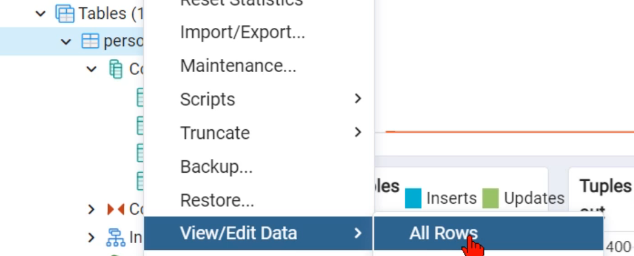 Reset Statistics
Tables (1
Import/Export...
perso
Maintenance...
Co
Scripts
Truncate
Backup...
Restore...
les
Inserts
Updates
Tuples
out
Co
View/Edit Data
All Rows
In
400